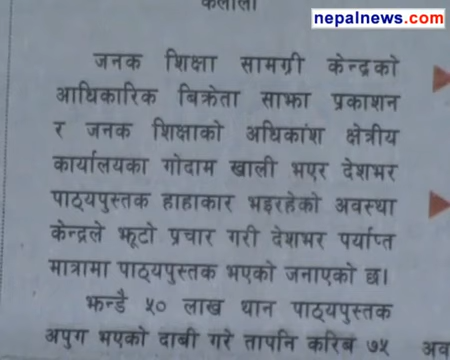 nepalnews.com
जनक शिक्षा सामग्री केन्द्रको
आधिकारिक बिक्रेता साझा प्रकाशन
र जनक शिक्षाको अधिकांश क्षेत्रीय
कार्यालयका गोदाम खाली भएर देशभर
पाठ्यपुस्तक हाहाकार भइरहेको अवस्था
केन्द्रले झूटो प्रचार गरी देशभर पर्याप्त
मात्रामा पाठ्यपुस्तक भएको जनाएको छ।
झन्डै ५० लाख थान पाठ्यपुस्तक
अपुग भएको दाबी गरे तापनि करिब ७५
अव